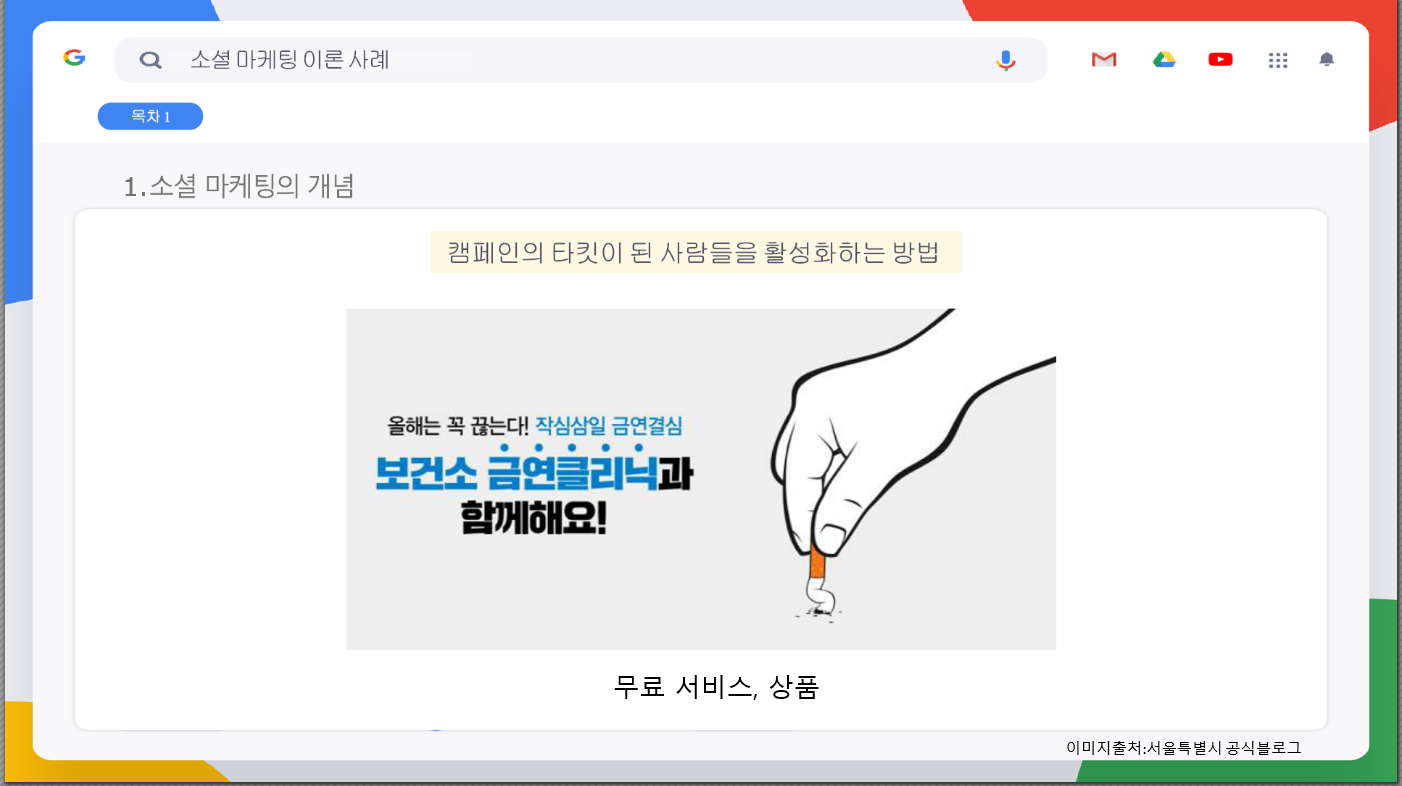 소셜 마케팅 이론 사례
목차 1
1.소셜 마케팅의 개념
캠페인의 타킷이 된 사람들을 활성화하는 방법
올해는 꼭 끊는다! 작심삼일 금연결심
보건소 금연클리닉과
함께해요!
무료 서비스, 상품
이미지출처:서울특별시 공식블로그